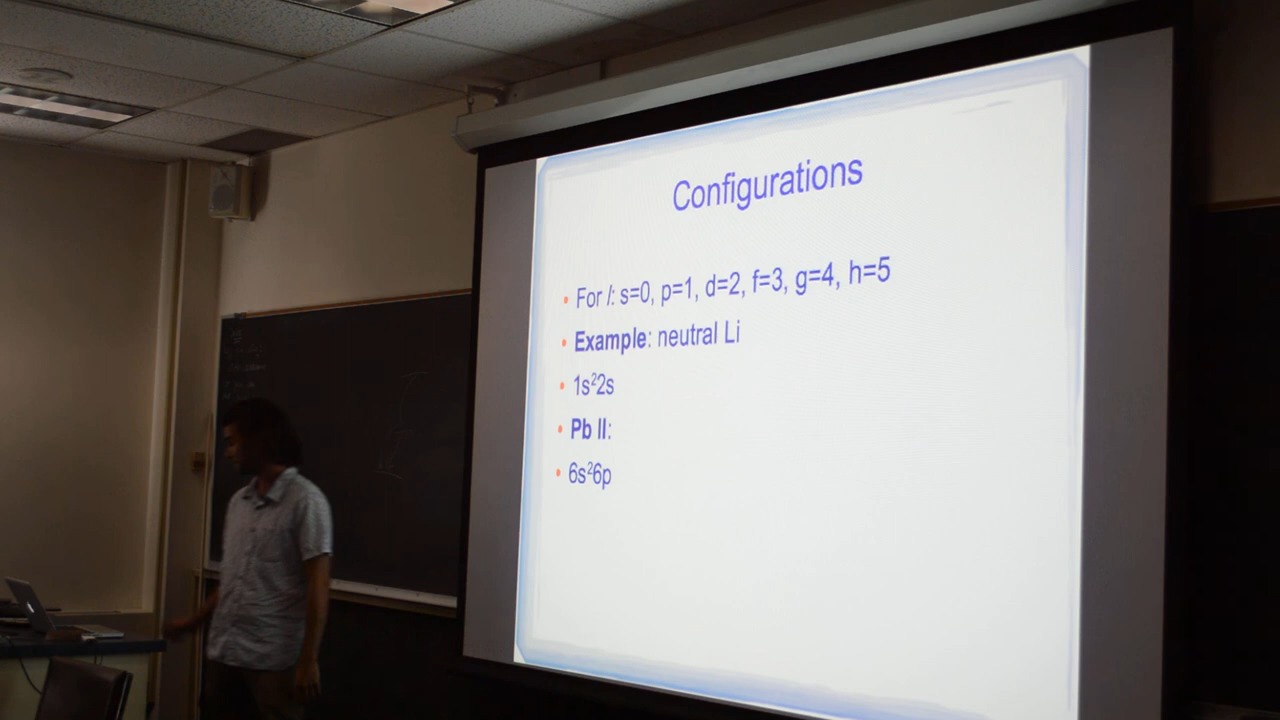 Configurations
• For l: s=0, p=1, d=2, f=3, g=4, h=5
• Example: neutral Li
• 1s²2s
• Pb II:
• 6s²6p